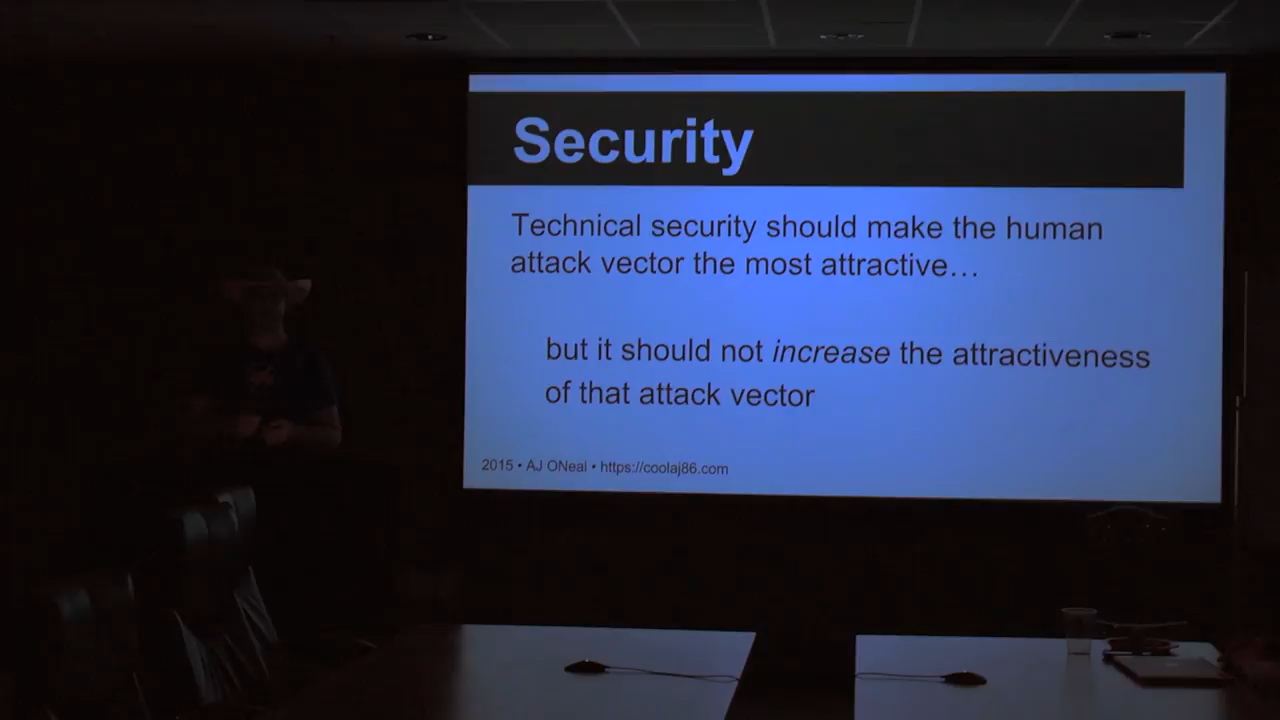 Security
Technical security should make the human
attack vector the most attractive…
but it should not increase the attractiveness
of that attack vector
2015 • AJ ONeal • https://coolaj86.com